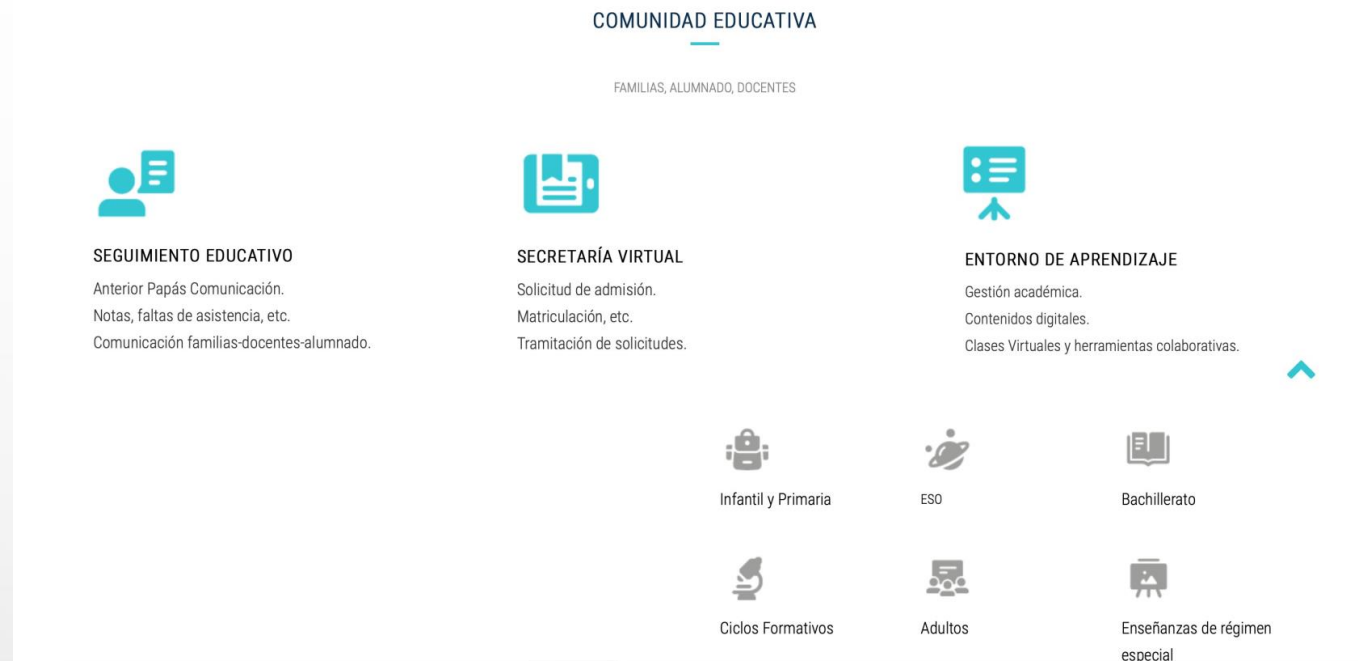 COMUNIDAD EDUCATIVA
FAMILIAS, ALUMNADO, DOCENTES
SEGUIMIENTO EDUCATIVO
Anterior Papás Comunicación.
Notas, faltas de asistencia, etc.
Comunicación familias-docentes-alumnado.
SECRETARÍA VIRTUAL
Solicitud de admisión.
Matriculación, etc.
Tramitación de solicitudes.
ENTORNO DE APRENDIZAJE
Gestión académica.
Contenidos digitales.
Clases Virtuales y herramientas colaborativas.
Infantil y Primaria
ESO
Bachillerato
Ciclos Formativos
Adultos
Enseñanzas de régimen
especial